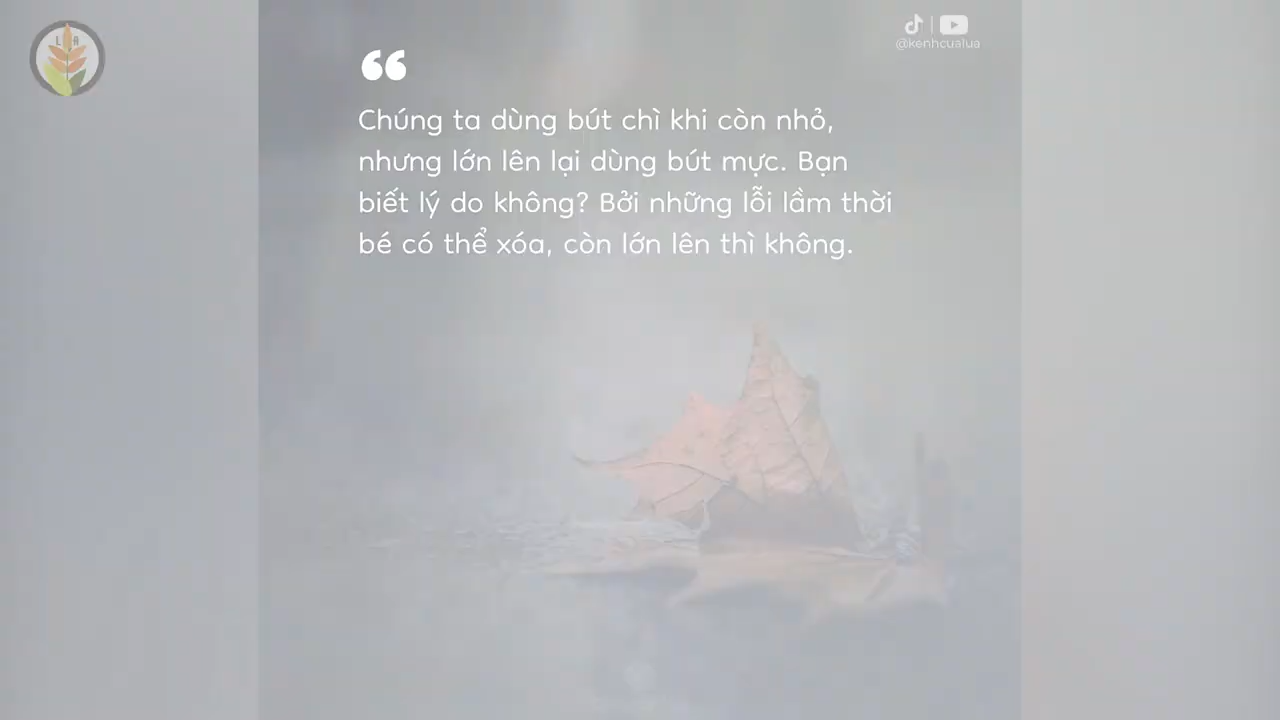 L A
@kenhcualua
“
Chúng ta dùng bút chì khi còn nhỏ,
nhưng lớn lên lại dùng bút mực. Bạn
biết lý do không? Bởi những lỗi lầm thời
bé có thể xóa, còn lớn lên thì không.